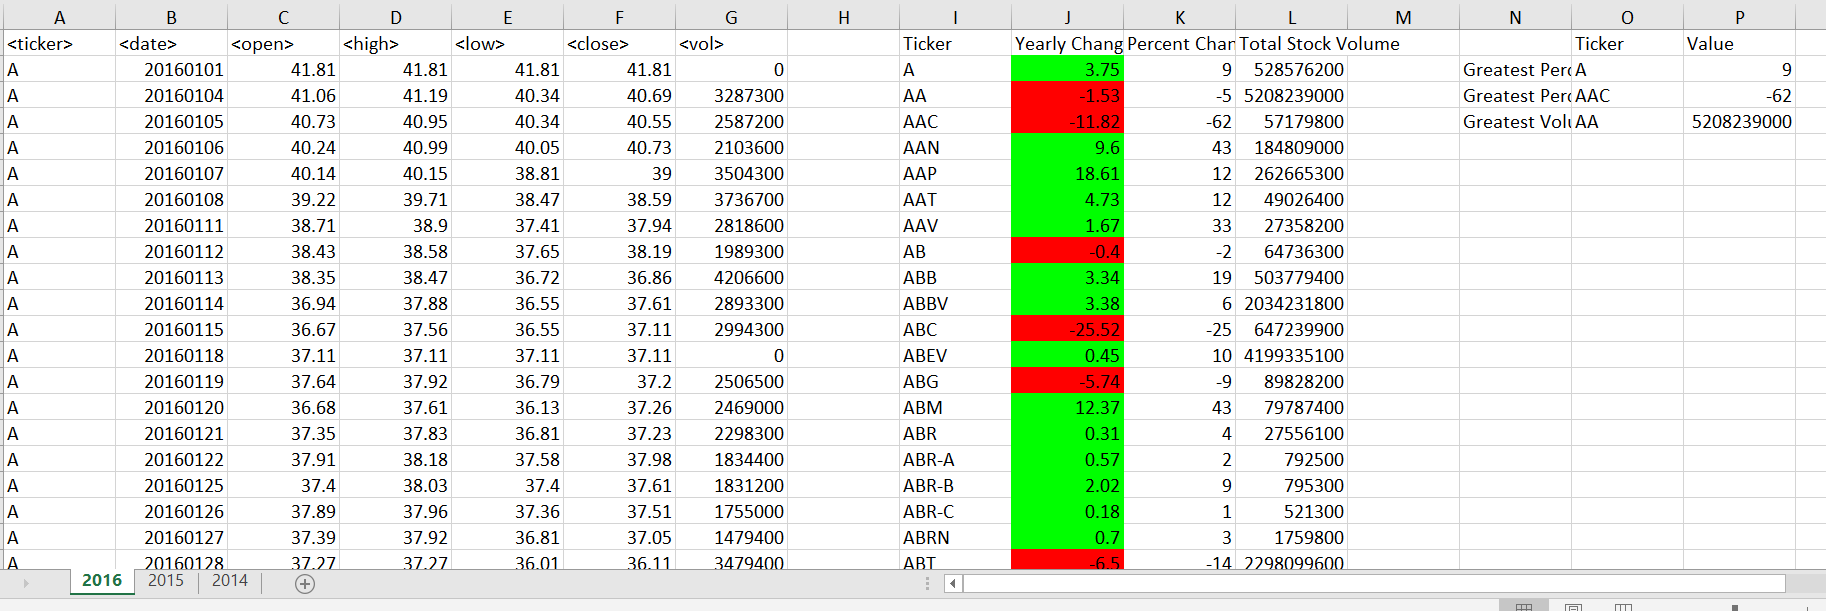 A B C D E F G H I J K L M N O P
<ticker> <date> <open> <high> <low> <close> <vol> Ticker Yearly Chang Percent Chan Total Stock Volume Ticker Value
A 20160101 41.81 41.81 41.81 41.81 0 A 3.75 9 528576200 Greatest Perc A 9
A 20160104 41.06 41.19 40.34 40.69 3287300 AA -1.53 -5 5208239000 Greatest Perc AAC -62
A 20160105 40.73 40.95 40.34 40.55 2587200 AAC -11.82 -62 57179800 Greatest Volu AA 5208239000
A 20160106 40.24 40.99 40.05 40.73 2103600 AAN 9.6 43 184809000
A 20160107 40.14 40.15 38.81 39 3504300 AAP 18.61 12 262665300
A 20160108 39.22 39.71 38.47 38.59 3736700 AAT 4.73 12 49026400
A 20160111 38.71 38.9 37.41 37.94 2818600 AAV 1.67 33 27358200
A 20160112 38.43 38.58 37.65 38.19 1989300 AB -0.4 -2 64736300
A 20160113 38.35 38.47 36.72 36.86 4206600 ABB 3.34 19 503779400
A 20160114 36.94 37.88 36.55 37.61 2893300 ABBV 3.38 6 2034231800
A 20160115 36.67 37.56 36.55 37.11 2994300 ABC -25.52 -25 647239900
A 20160118 37.11 37.11 37.11 37.11 0 ABEV 0.45 10 4199335100
A 20160119 37.64 37.92 36.79 37.2 2506500 ABG -5.74 -9 89828200
A 20160120 36.68 37.61 36.13 37.26 2469000 ABM 12.37 43 79787400
A 20160121 37.35 37.83 36.81 37.23 2298300 ABR 0.31 4 27556100
A 20160122 37.91 38.18 37.58 37.98 1834400 ABR-A 0.57 2 792500
A 20160125 37.4 38.03 37.4 37.61 1831200 ABR-B 2.02 9 795300
A 20160126 37.89 37.96 37.36 37.51 1755000 ABR-C 0.18 1 521300
A 20160127 37.39 37.92 36.81 37.05 1479400 ABRN 0.7 3 1759800
A 20160128 37.27 37.27 36.01 36.11 3479400 ABT -6.5 -14 2298099600
2016 2015 2014